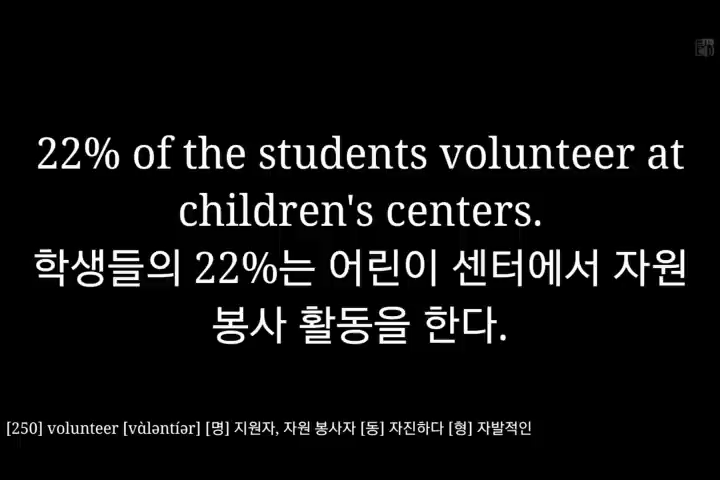 22% of the students volunteer at
children's centers.
학생들의 22%는 어린이 센터에서 자원
봉사 활동을 한다.
[250] volunteer [vὰləntíər] [명] 지원자, 자원 봉사자 [동] 자진하다 [형] 자발적인